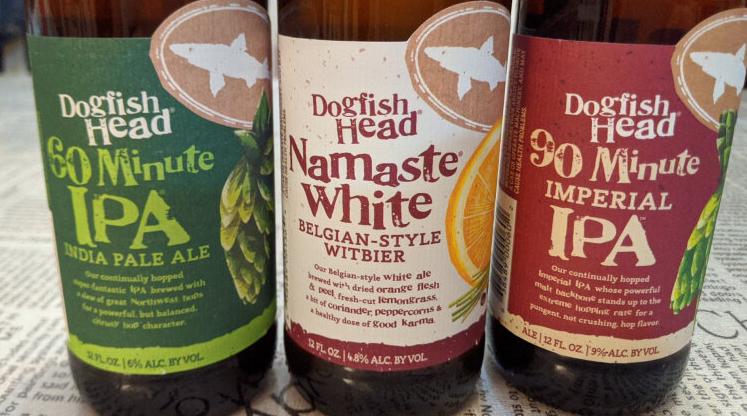 Dogfish
Head
60 Minute
IPA
INDIA PALE ALE
Our continually hopped
IPA brewed with
a slew of great Northwest hops
for a powerful, but balanced,
citrusy hop character.
12 FL. OZ. | 6% ALC. BY VOL.
Dogfish
Head
Namaste
White
BELGIAN-STYLE
WITBIER
Our Belgian-style white ale
brewed with dried orange flesh
& peel, fresh-cut lemongrass,
a bit of coriander, peppercorns &
a healthy dose of good karma.
12 FL. OZ. | 4.8% ALC. BY VOL.
CAUSE HEALTH PROBLEMS.
Dogfish
Head
90 Minute
IMPERIAL
IPA
Our continually hopped
Imperial IPA whose powerful
malt backbone stands up to the
extreme hopping rate for a
pungent, not crushing, hop flavor.
ALE | 12 FL. OZ. | 9% ALC. BY VOL.